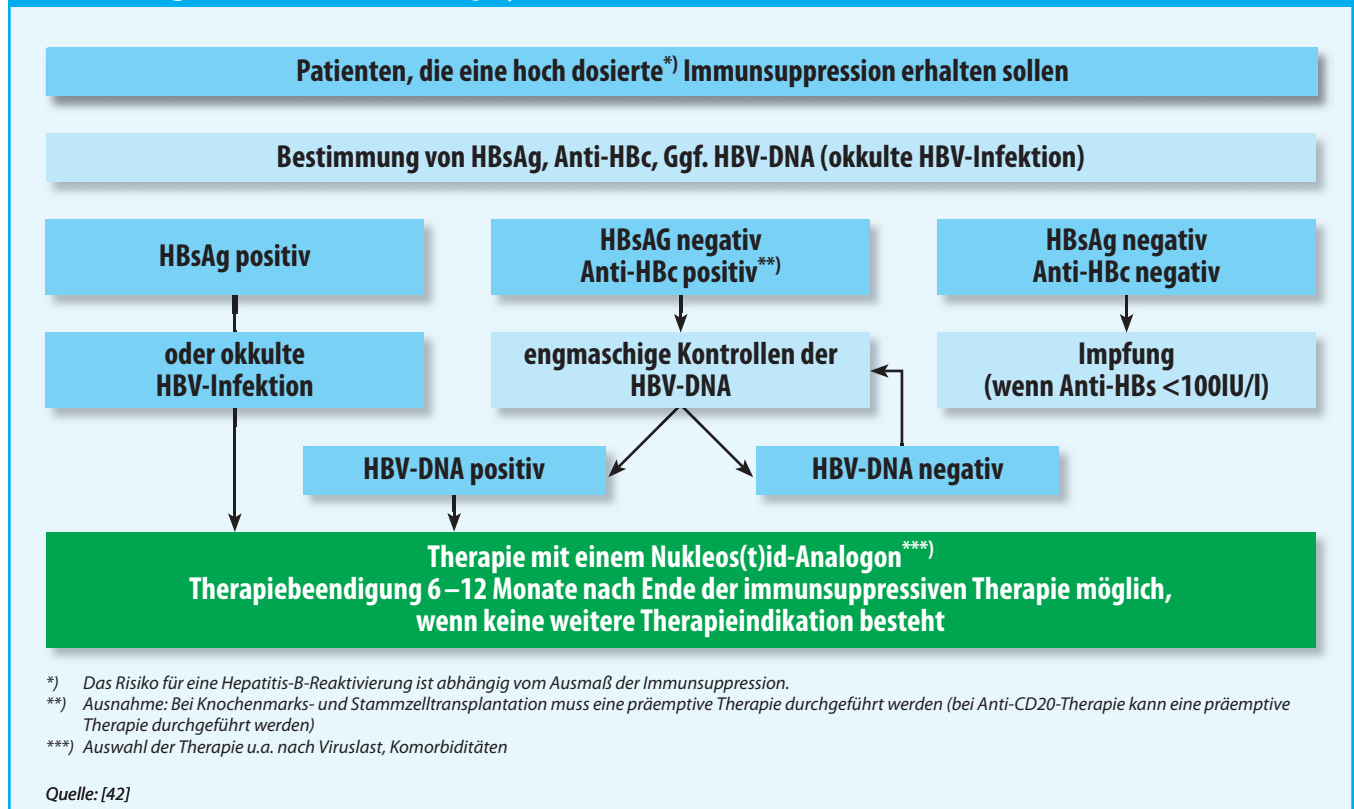 Patienten, die eine hoch dosierte*) Immunsuppression erhalten sollen
Bestimmung von HBsAg, Anti-HBc, Ggf. HBV-DNA (okkulte HBV-Infektion)
HBsAg positiv
HBsAG negativ
Anti-HBc positiv**)
HBsAg negativ
Anti-HBc negativ
oder okkulte
HBV-Infektion
engmaschige Kontrollen der
HBV-DNA
Impfung
(wenn Anti-HBs <100lU/l)
HBV-DNA positiv
HBV-DNA negativ
Therapie mit einem Nukleos(t)id-Analogon***)
Therapiebeendigung 6–12 Monate nach Ende der immunsuppressiven Therapie möglich,
wenn keine weitere Therapieindikation besteht
*) Das Risiko für eine Hepatitis-B-Reaktivierung ist abhängig vom Ausmaß der Immunsuppression.
**) Ausnahme: Bei Knochenmarks- und Stammzelltransplantation muss eine präemptive Therapie durchgeführt werden (bei Anti-CD20-Therapie kann eine präemptive
Therapie durchgeführt werden)
***) Auswahl der Therapie u.a. nach Viruslast, Komorbiditäten
Quelle: [42]